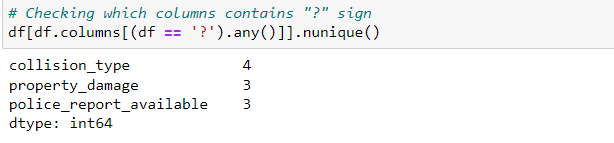 # Checking which columns contains "?" sign
df[df.columns[(df == '?').any()]].nunique()
collision_type 4
property_damage 3
police_report_available 3
dtype: int64